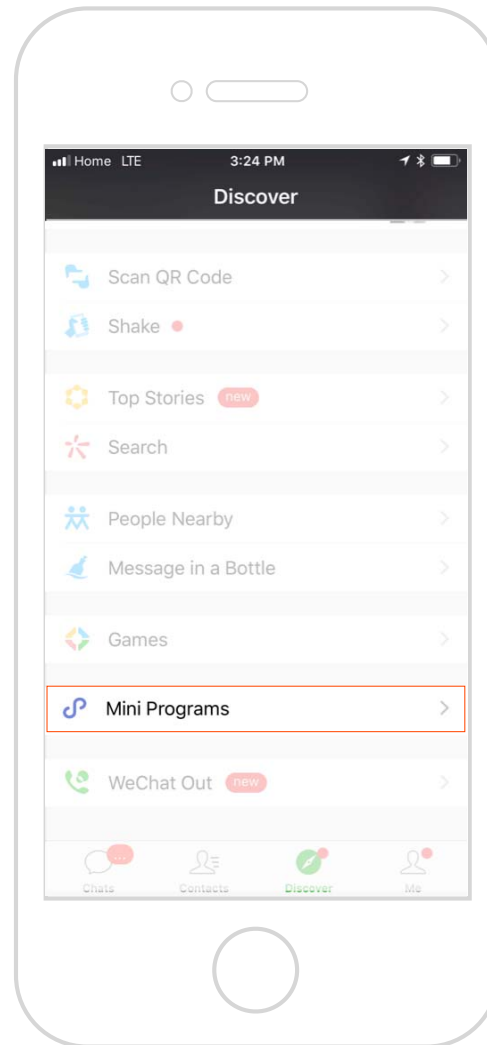 Home LTE 3:24 PM
Discover
Scan QR Code
Shake
Top Stories new
Search
People Nearby
Message in a Bottle
Games
Mini Programs
WeChat Out new
...
Chats Contacts Discover Me